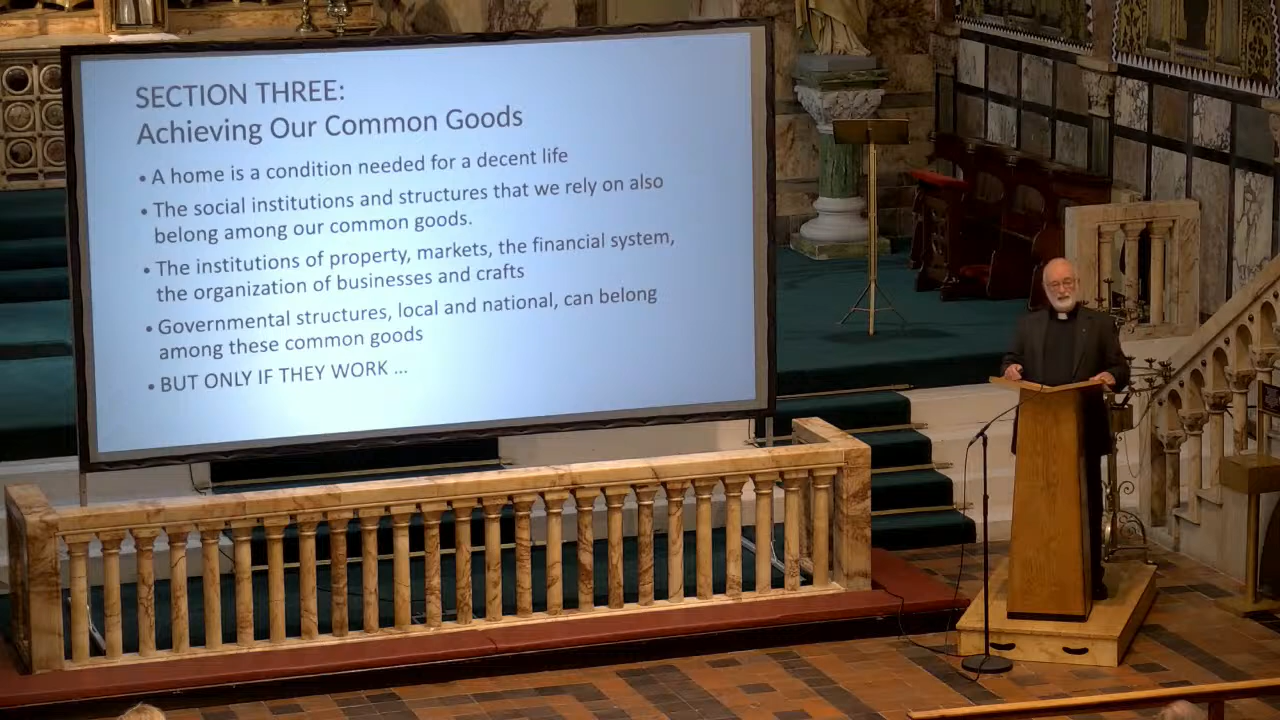 SECTION THREE:
Achieving Our Common Goods
• A home is a condition needed for a decent life
• The social institutions and structures that we rely on also
belong among our common goods.
• The institutions of property, markets, the financial system,
the organization of businesses and crafts
• Governmental structures, local and national, can belong
among these common goods
• BUT ONLY IF THEY WORK ...